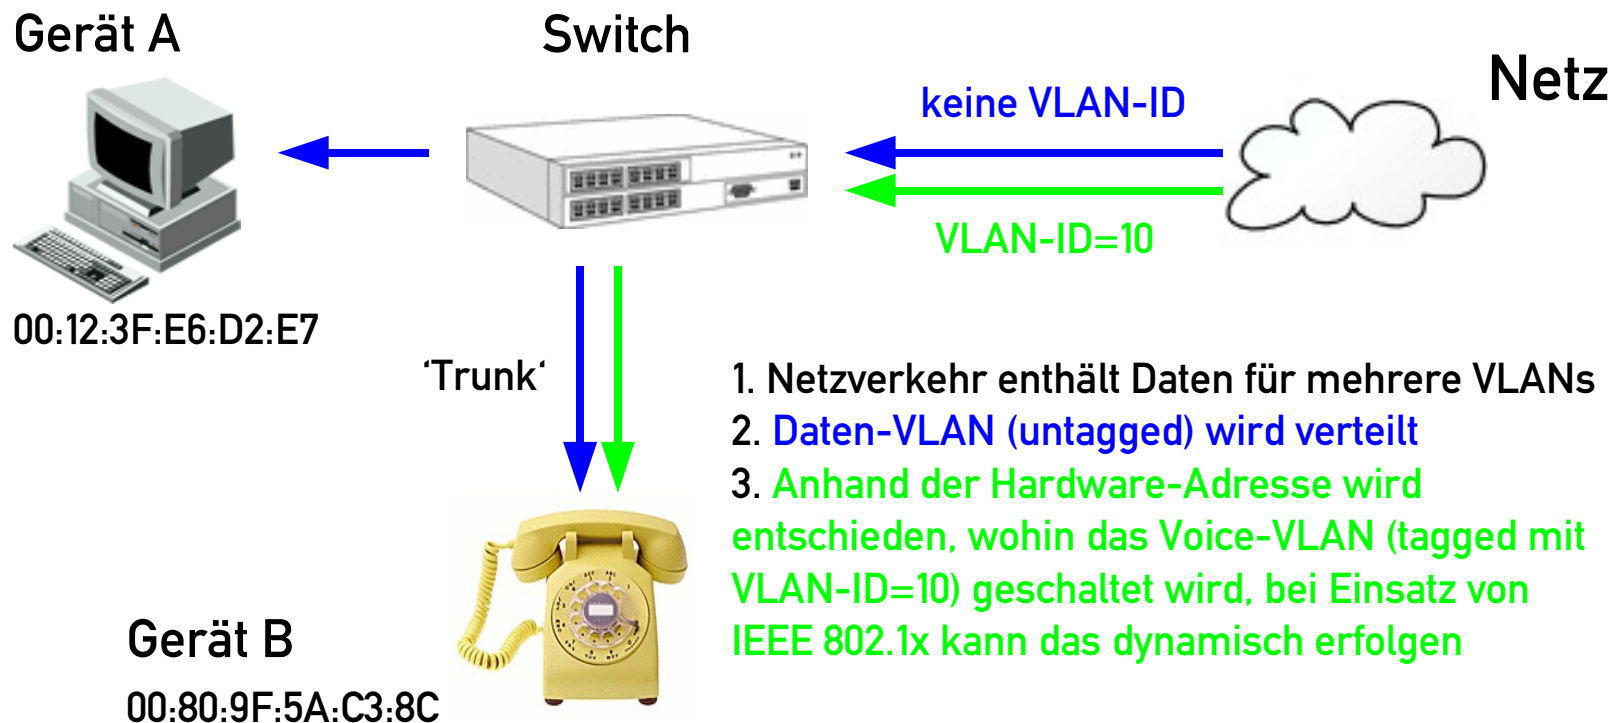 Gerät A
Switch
Netz
keine VLAN-ID
VLAN-ID=10
00:12:3F:E6:D2:E7
'Trunk'
1. Netzverkehr enthält Daten für mehrere VLANs
2. Daten-VLAN (untagged) wird verteilt
3. Anhand der Hardware-Adresse wird
entschieden, wohin das Voice-VLAN (tagged mit
VLAN-ID=10) geschaltet wird, bei Einsatz von
IEEE 802.1x kann das dynamisch erfolgen
Gerät B
00:80:9F:5A:C3:8C